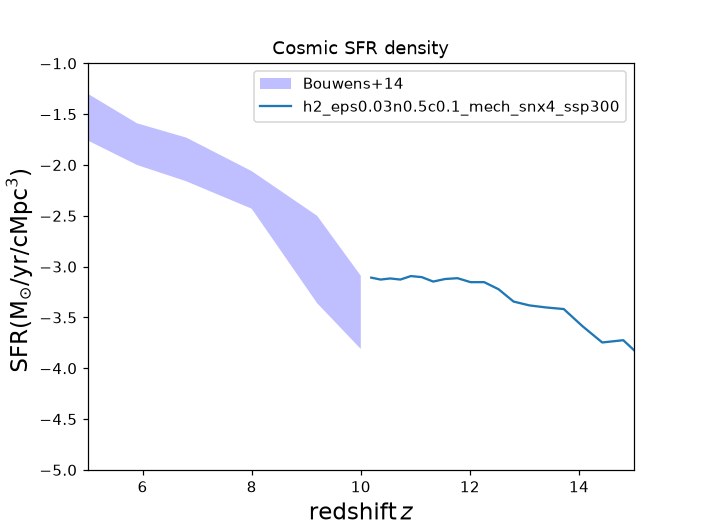 Cosmic SFR density
Bouwens+14
h2_eps0.03n0.5c0.1_mech_snx4_ssp300
SFR(M⊙/yr/cMpc³)
−1.0
−1.5
−2.0
−2.5
−3.0
−3.5
−4.0
−4.5
−5.0
6 8 10 12 14
redshift z